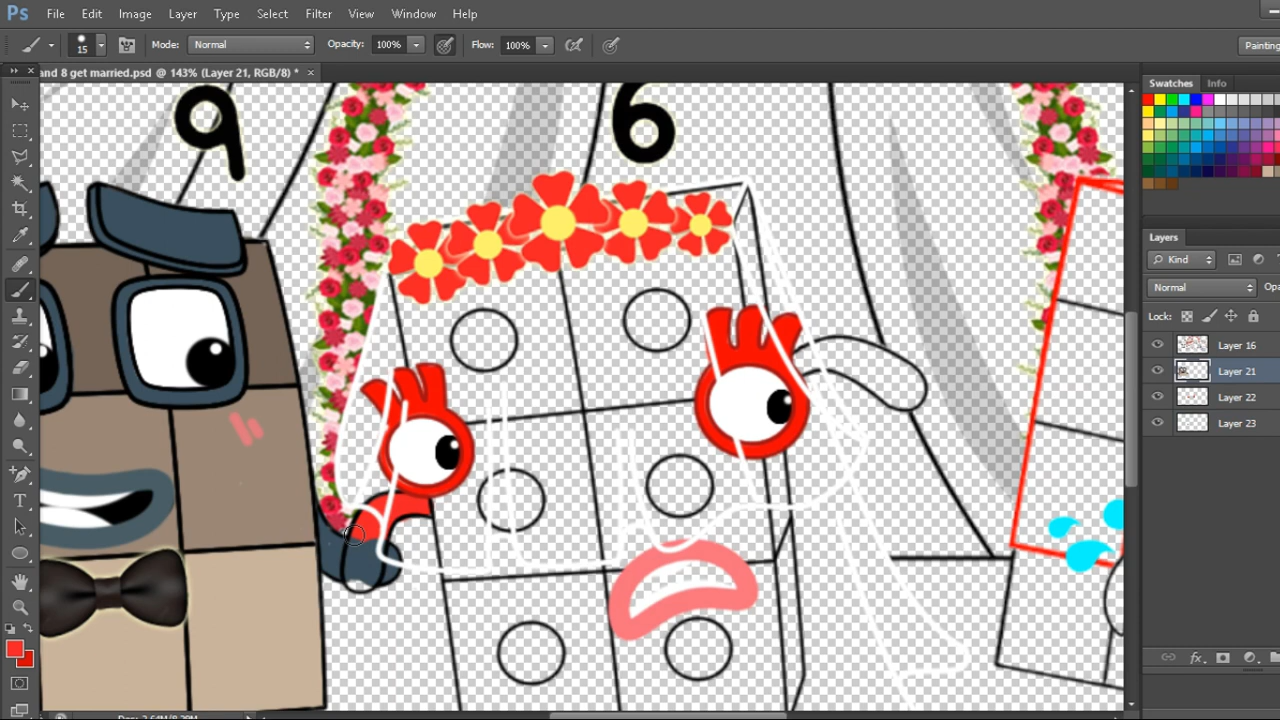 Ps File Edit Image Layer Type Select Filter View Window Help
15 Mode: Normal Opacity: 100% Flow: 100% Painting
and 8 get married.psd @ 143% (Layer 21, RGB/8) * ×
Swatches Info
9
6
Layers
Kind
Normal
Lock:
Layer 16
Layer 21
Layer 22
Layer 23